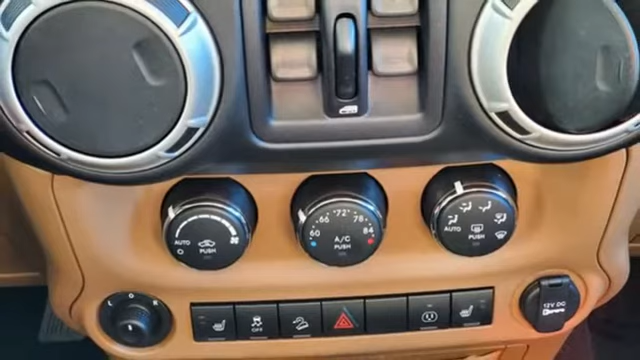 60 66 72° 78 84
AUTO PUSH
A/C
PUSH
AUTO PUSH
L O R
OFF
12V DC